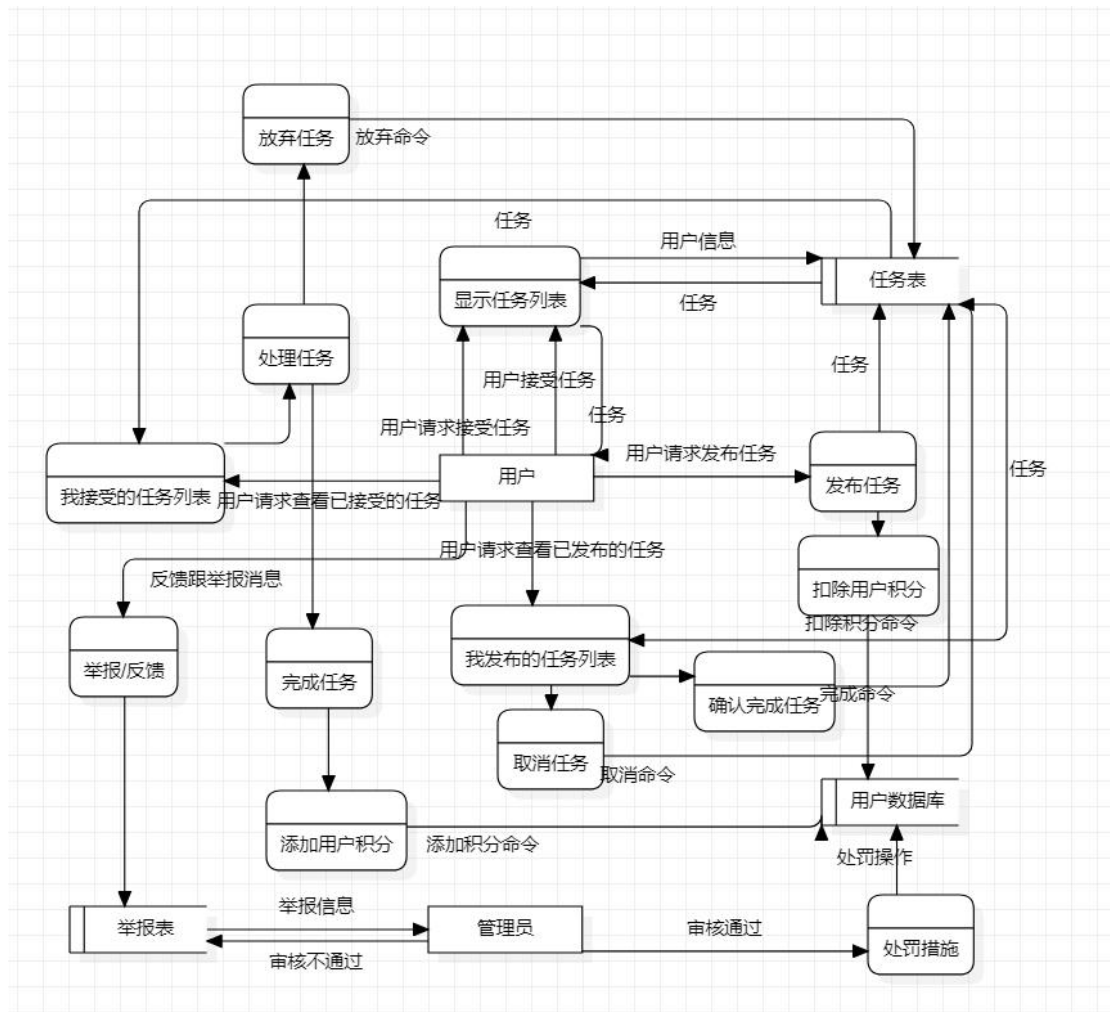 放弃任务
放弃命令
任务
用户信息
任务表
显示任务列表
任务
处理任务
任务
用户接受任务
任务
用户请求接受任务
用户请求发布任务
任务
用户
发布任务
我接受的任务列表
用户请求查看已接受的任务
用户请求查看已发布的任务
反馈跟举报消息
扣除用户积分
扣除积分命令
举报/反馈
我发布的任务列表
完成任务
确认完成任务
完成命令
取消任务
取消命令
用户数据库
添加用户积分
添加积分命令
处罚操作
举报信息
举报表
管理员
审核通过
处罚措施
审核不通过